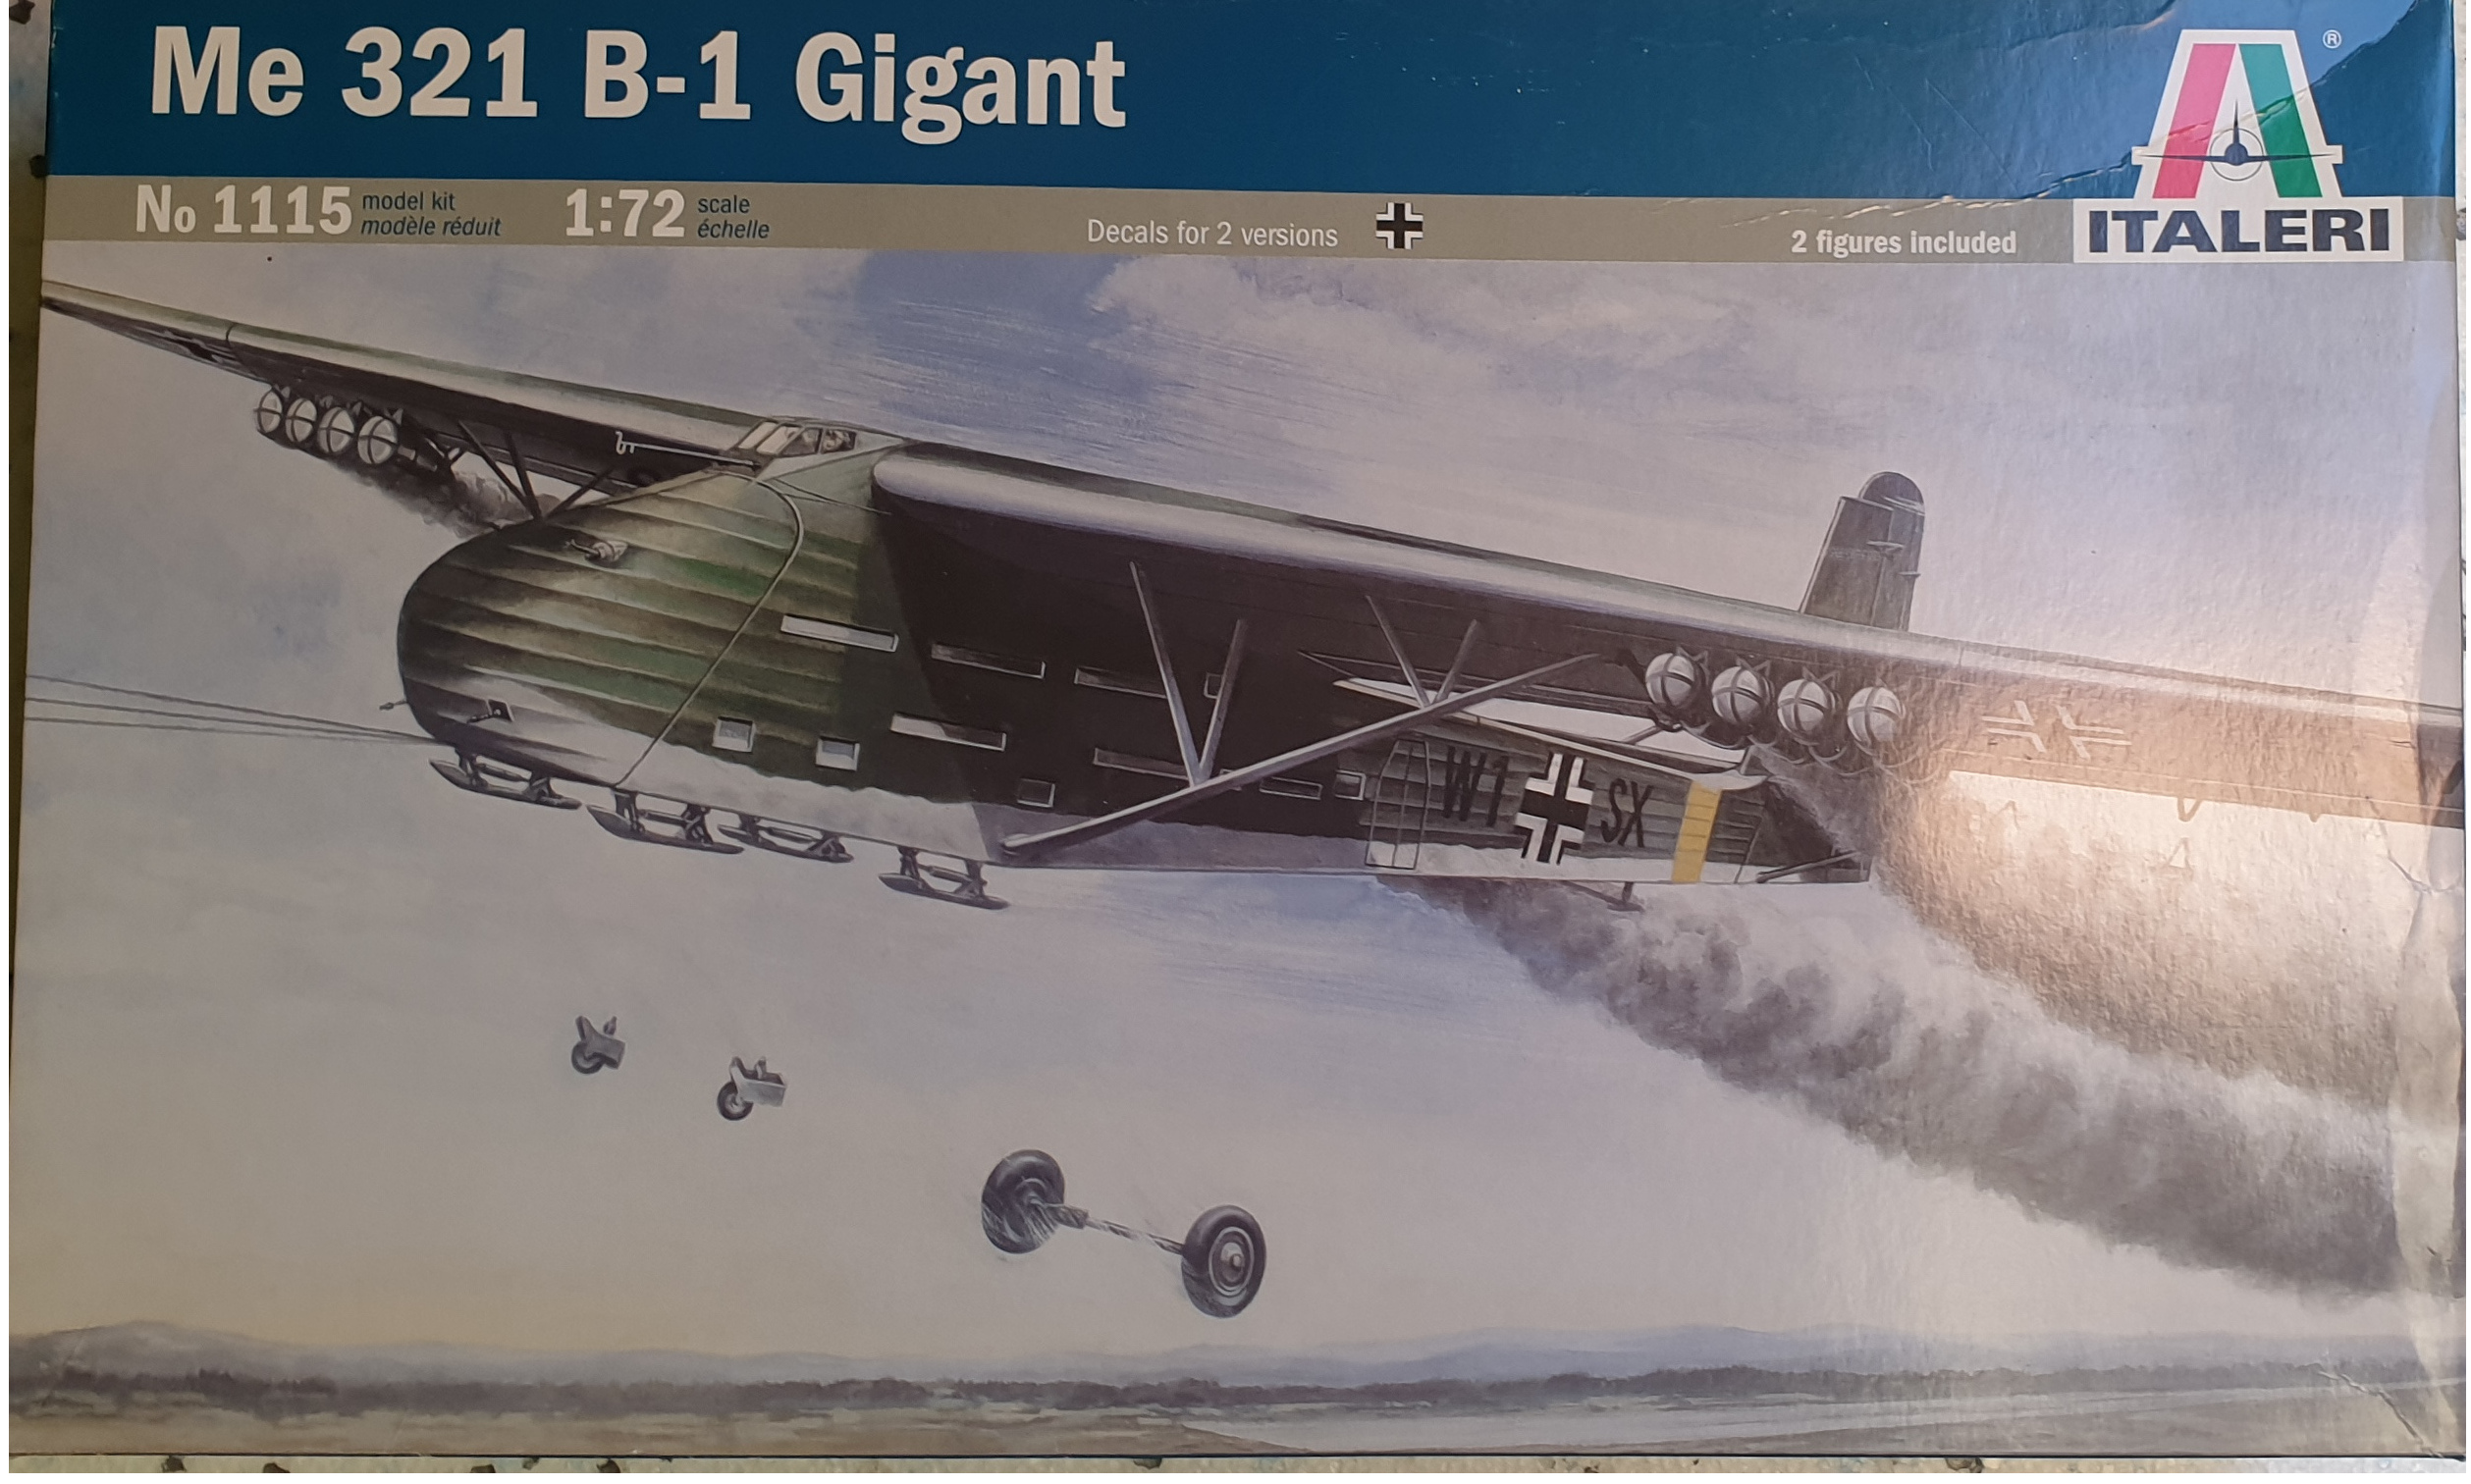 Me 321 B-1 Gigant
®
No 1115 model kit
modèle réduit
1:72 scale
échelle
Decals for 2 versions
2 figures included
ITALERI
W1 SX